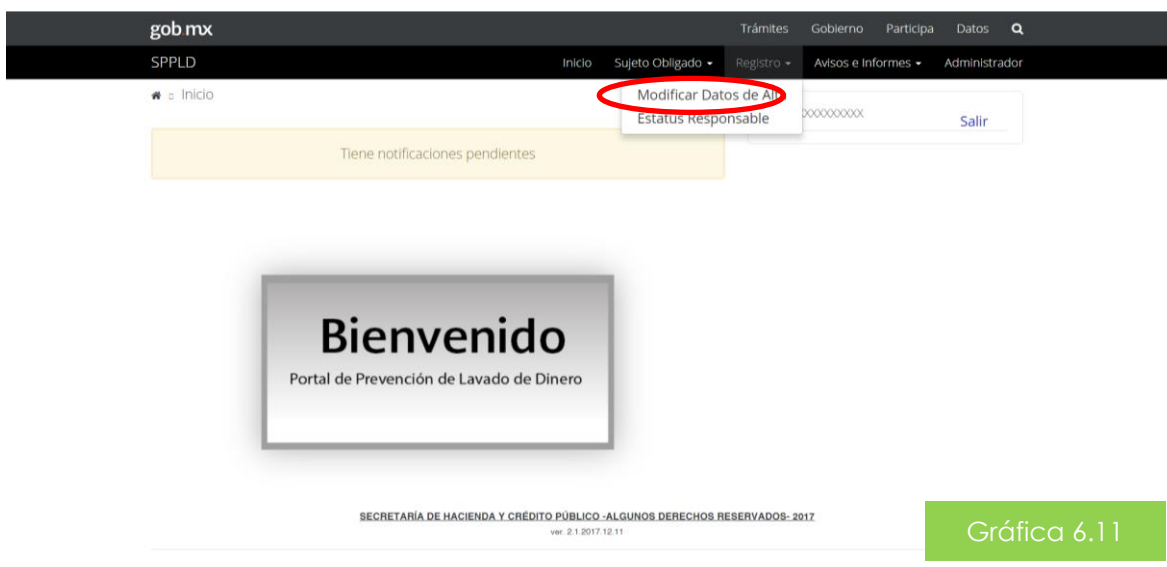 gob.mx
Trámites Gobierno Participa Datos
SPPLD
Inicio Sujeto Obligado Registro Avisos e Informes Administrador
Inicio
Modificar Datos de
Estatus Responsable
Salir
Tiene notificaciones pendientes
Bienvenido
Portal de Prevención de Lavado de Dinero
SECRETARÍA DE HACIENDA Y CRÉDITO PÚBLICO -ALGUNOS DERECHOS RESERVADOS- 2017
ver. 2.1.2017.12.11
Gráfica 6.11